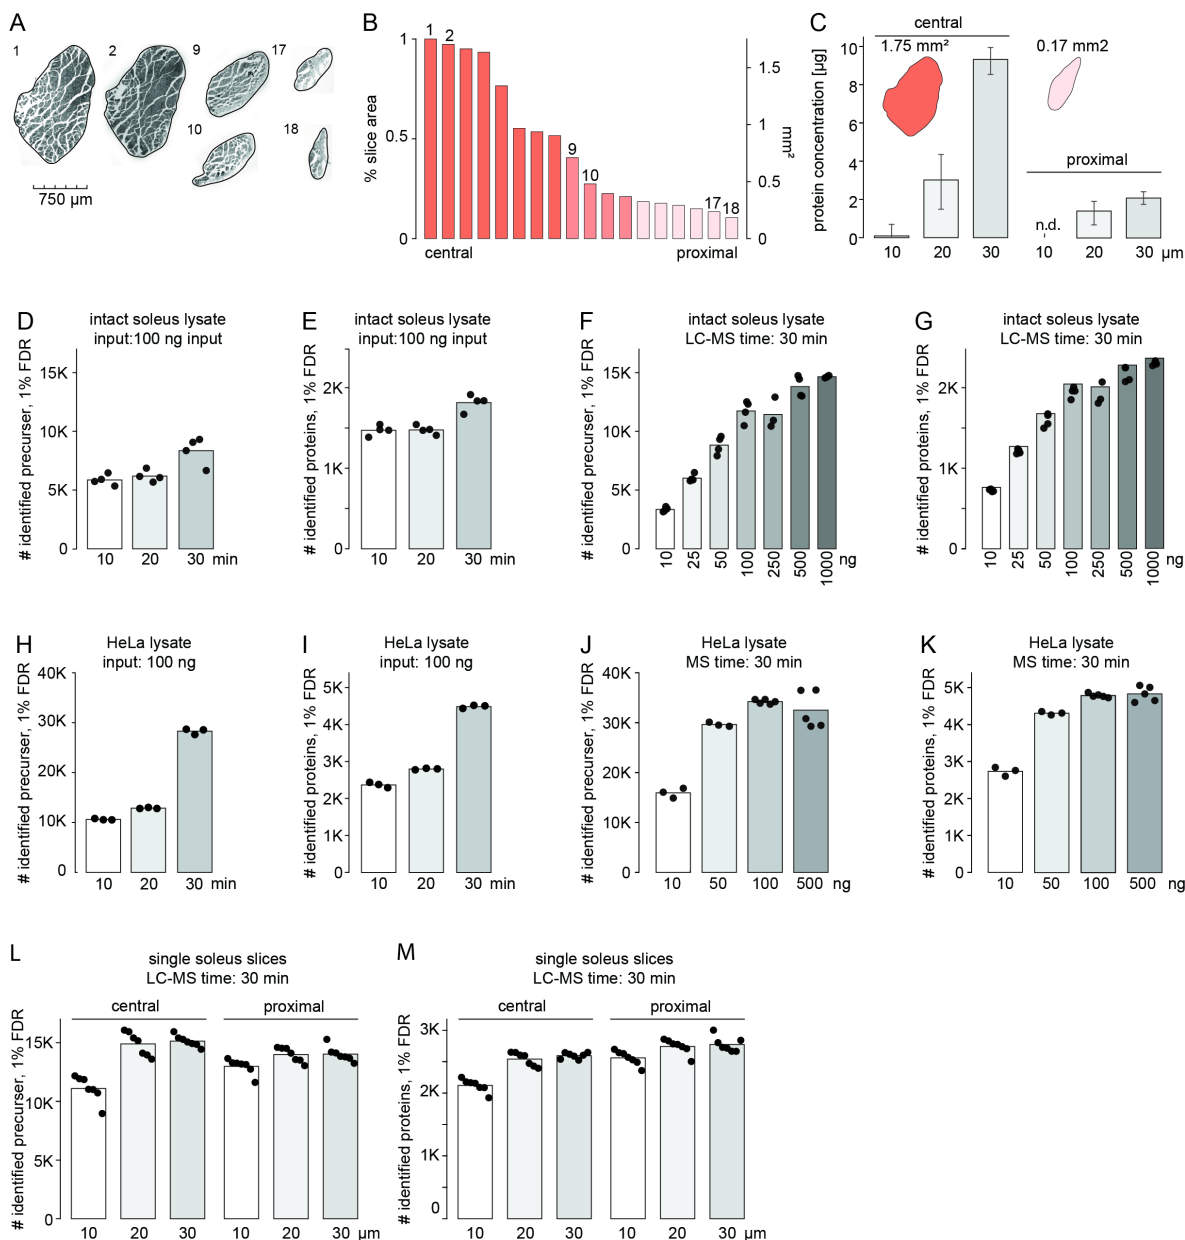 A
1
2
9
17
10
18
750 µm
B
% slice area
1
0.5
0
1 2
9
10
17
18
central
proximal
1.5
1
0.5
0
mm²
C
protein concentration [µg]
central
1.75 mm²
0.17 mm2
proximal
n.d.
10
8
6
4
2
0
10 20 30
10 20 30 µm
D
intact soleus lysate
input:100 ng input
# identified precurser, 1% FDR
15K
10K
5K
0
10 20 30 min
E
intact soleus lysate
input:100 ng input
# identified proteins, 1% FDR
2K
1K
0
10 20 30 min
F
intact soleus lysate
LC-MS time: 30 min
# identified precurser, 1% FDR
15K
10K
5K
0
10 25 50 100 250 500 1000 ng
G
intact soleus lysate
LC-MS time: 30 min
# identified proteins, 1% FDR
2K
1K
0
10 25 50 100 250 500 1000 ng
H
HeLa lysate
input: 100 ng
# identified precurser, 1% FDR
40K
30K
20K
10K
0
10 20 30 min
I
HeLa lysate
input: 100 ng
# identified proteins, 1% FDR
5K
4K
3K
2K
1K
0
10 20 30 min
J
HeLa lysate
MS time: 30 min
# identified precurser, 1% FDR
40K
30K
20K
10K
0
10 50 100 500 ng
K
HeLa lysate
MS time: 30 min
# identified proteins, 1% FDR
5K
4K
3K
2K
1K
0
10 50 100 500 ng
L
single soleus slices
LC-MS time: 30 min
central
proximal
# identified precurser, 1% FDR
15K
10K
5K
0
10 20 30 10 20 30 µm
M
single soleus slices
LC-MS time: 30 min
central
proximal
# identified proteins, 1% FDR
3K
2K
1K
0
10 20 30 10 20 30 µm